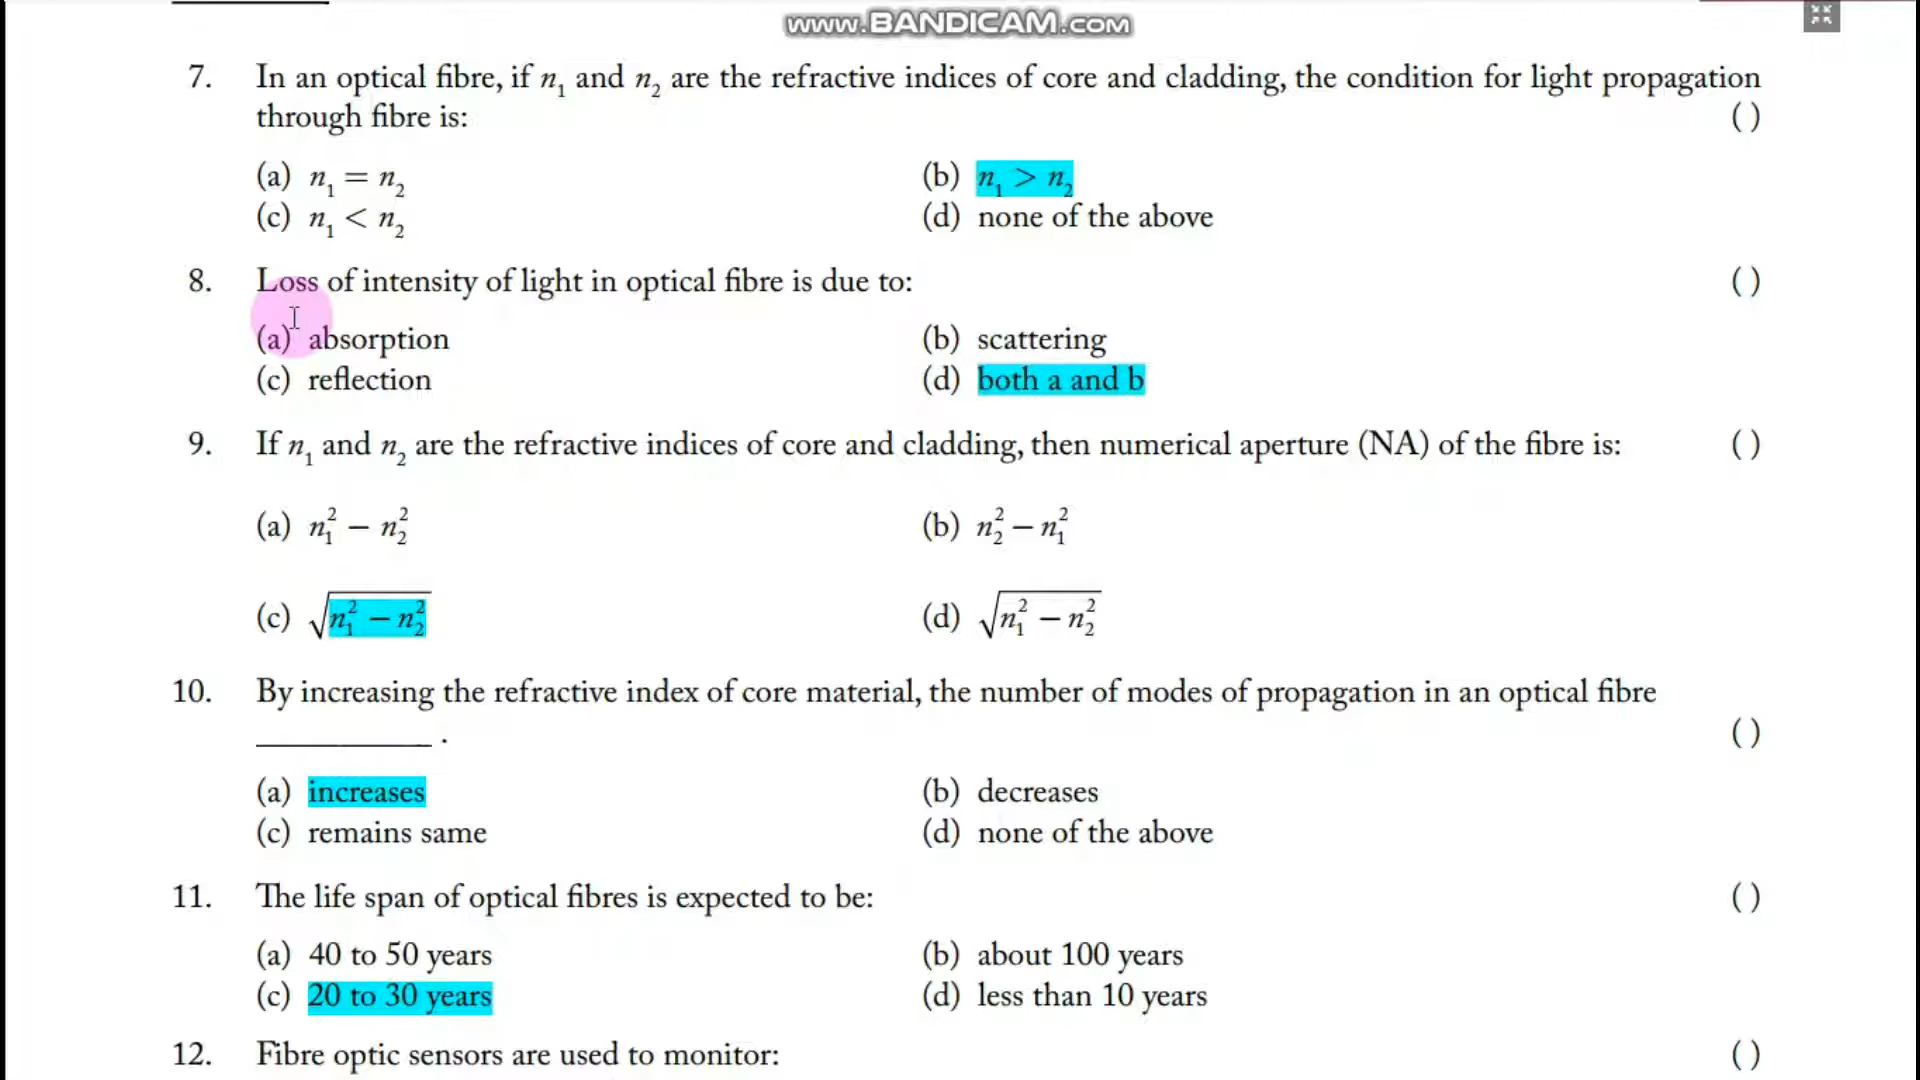 www.BANDICAM.com
7. In an optical fibre, if n₁ and n₂ are the refractive indices of core and cladding, the condition for light propagation
through fibre is: ( )
(a) n₁ = n₂ (b) n₁ > n₂
(c) n₁ < n₂ (d) none of the above
8. Loss of intensity of light in optical fibre is due to: ( )
(a) absorption (b) scattering
(c) reflection (d) both a and b
9. If n₁ and n₂ are the refractive indices of core and cladding, then numerical aperture (NA) of the fibre is: ( )
(a) n₁² − n₂² (b) n₂² − n₁²
(c) √(n₁² − n₂²) (d) √(n₁² − n₂²)
10. By increasing the refractive index of core material, the number of modes of propagation in an optical fibre
__________ . ( )
(a) increases (b) decreases
(c) remains same (d) none of the above
11. The life span of optical fibres is expected to be: ( )
(a) 40 to 50 years (b) about 100 years
(c) 20 to 30 years (d) less than 10 years
12. Fibre optic sensors are used to monitor: ( )